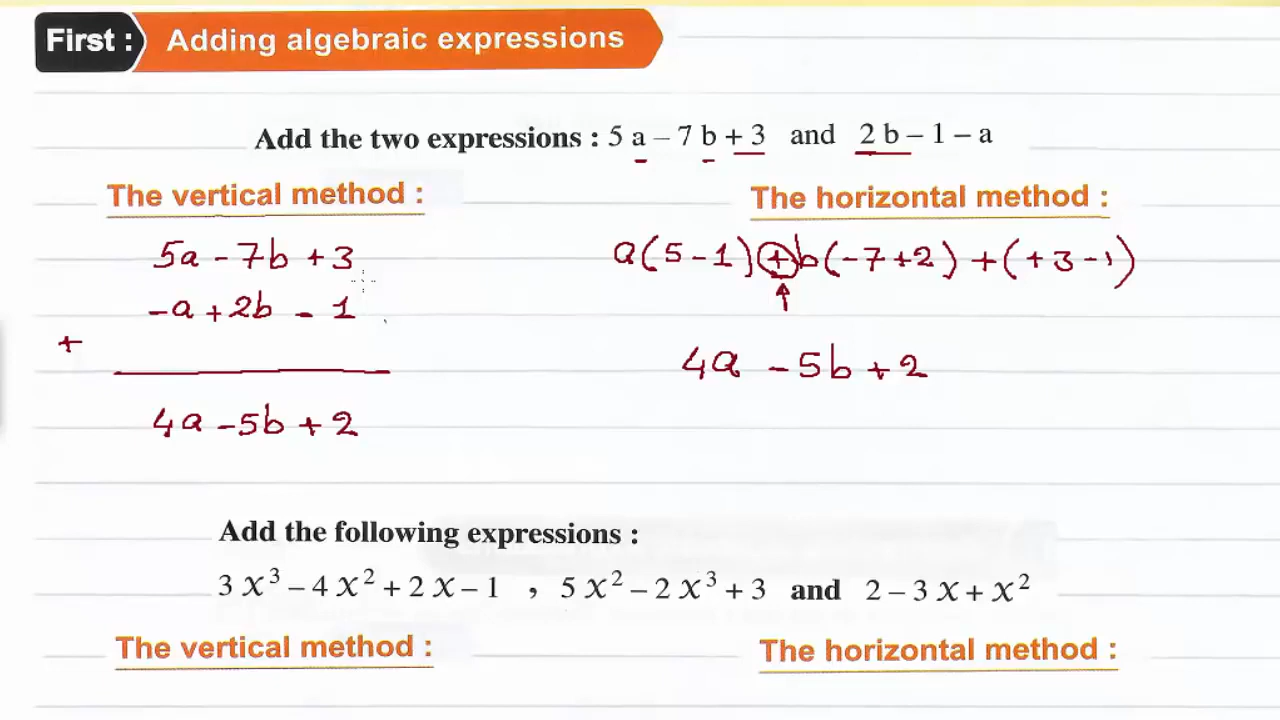 First : Adding algebraic expressions
Add the two expressions : 5 a – 7 b + 3 and 2 b – 1 – a
The vertical method :
5a - 7b + 3
-a + 2b - 1
+
4a - 5b + 2
The horizontal method :
a(5 - 1) + b(-7 + 2) + (+3 - 1)
4a - 5b + 2
Add the following expressions :
3 x³ – 4 x² + 2 x – 1 , 5 x² – 2 x³ + 3 and 2 – 3 x + x²
The vertical method :
The horizontal method :